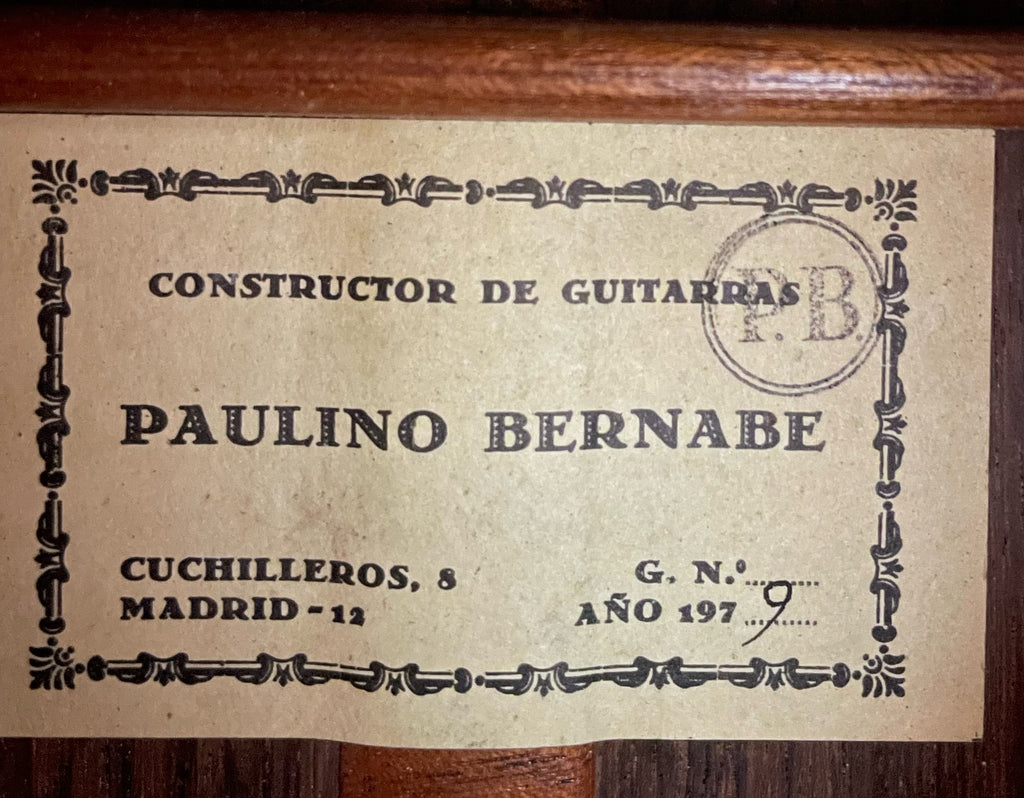 CONSTRUCTOR DE GUITARRAS
P.B.
PAULINO BERNABE
CUCHILLEROS, 8
MADRID-12
G. N.º
AÑO 1979